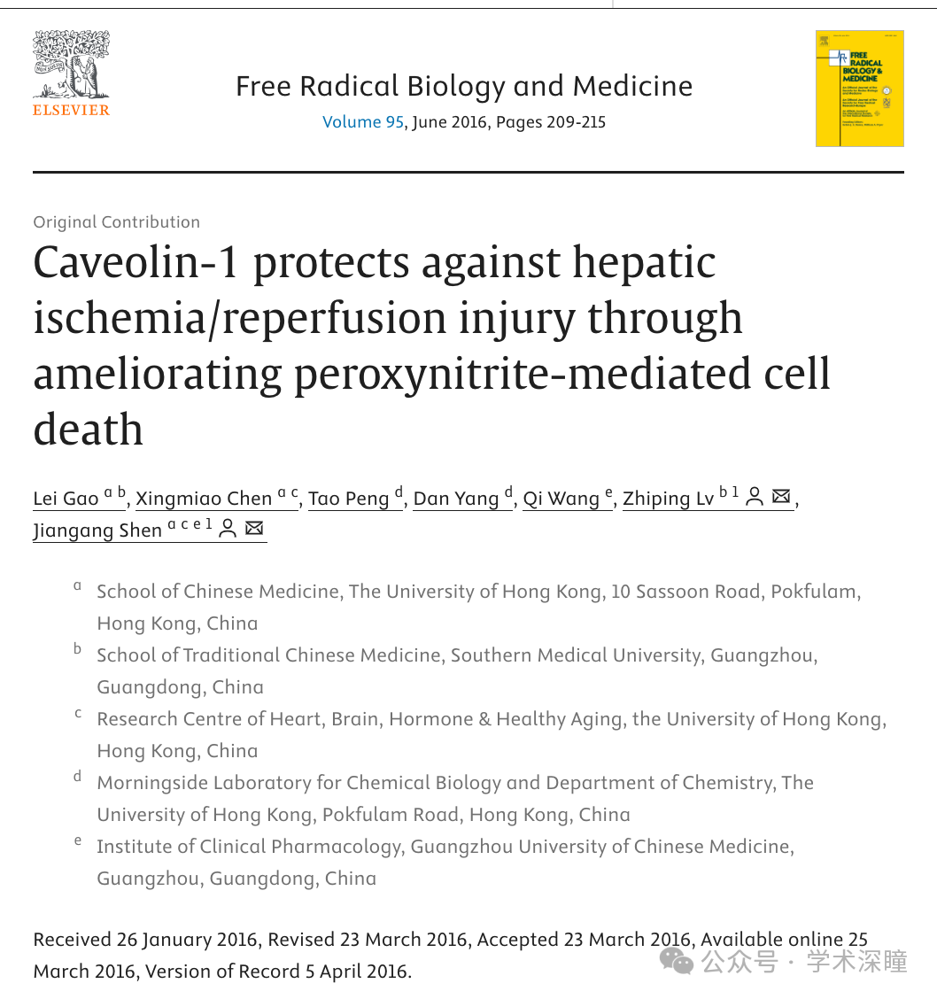 ELSEVIER
Free Radical Biology and Medicine
Volume 95, June 2016, Pages 209-215
FREE
RADICAL
BIOLOGY &
MEDICINE
Original Contribution
Caveolin-1 protects against hepatic
ischemia/reperfusion injury through
ameliorating peroxynitrite-mediated cell
death
Lei Gao a b, Xingmiao Chen a c, Tao Peng d, Dan Yang d, Qi Wang e, Zhiping Lv b 1,
Jiangang Shen a c e 1
a School of Chinese Medicine, The University of Hong Kong, 10 Sassoon Road, Pokfulam,
Hong Kong, China
b School of Traditional Chinese Medicine, Southern Medical University, Guangzhou,
Guangdong, China
c Research Centre of Heart, Brain, Hormone & Healthy Aging, the University of Hong Kong,
Hong Kong, China
d Morningside Laboratory for Chemical Biology and Department of Chemistry, The
University of Hong Kong, Pokfulam Road, Hong Kong, China
e Institute of Clinical Pharmacology, Guangzhou University of Chinese Medicine,
Guangzhou, Guangdong, China
Received 26 January 2016, Revised 23 March 2016, Accepted 23 March 2016, Available online 25
March 2016, Version of Record 5 April 2016.
公众号 · 学术深瞳